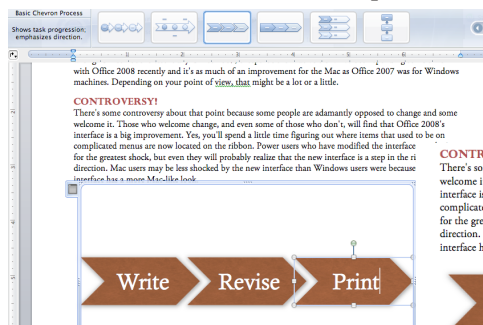 Basic Chevron Process
Shows task progression;
emphasizes direction.
with Office 2008 recently and it's as much of an improvement for the Mac as Office 2007 was for Windows
machines. Depending on your point of view, that might be a lot or a little.
CONTROVERSY!
There's some controversy about that point because some people are adamantly opposed to change and some
welcome it. Those who welcome change, and even some of those who don't, will find that Office 2008's
interface is a big improvement. Yes, you'll spend a little time figuring out where items that used to be on
complicated menus are now located on the ribbon. Power users who have modified the interface
for the greatest shock, but even they will probably realize that the new interface is a step in the ri
direction. Mac users may be less shocked by the new interface than Windows users were because
interface has a more Mac-like look.
CONTR
There's so
welcome i
interface is
complicate
for the gre
direction.
interface h
Write
Revise
Print